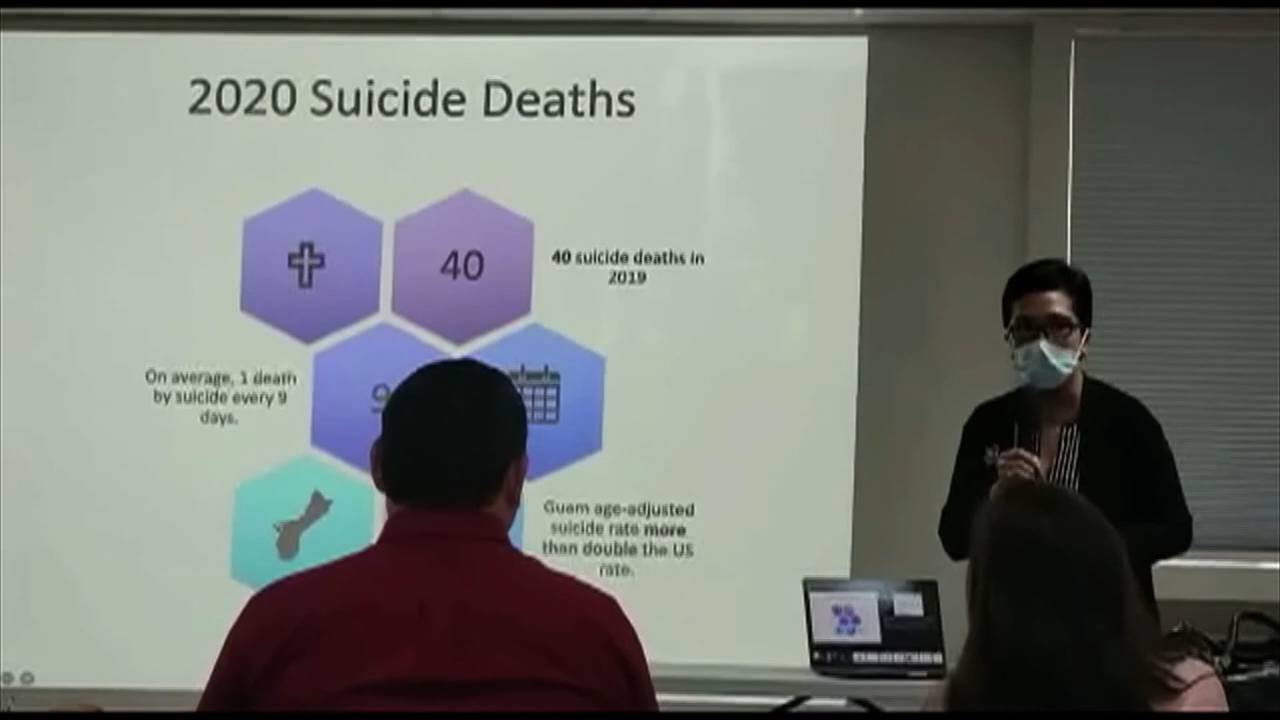 2020 Suicide Deaths
40
40 suicide deaths in
2019
On average, 1 death
by suicide every 9
days.
9
Guam age-adjusted
suicide rate more
than double the US
rate.